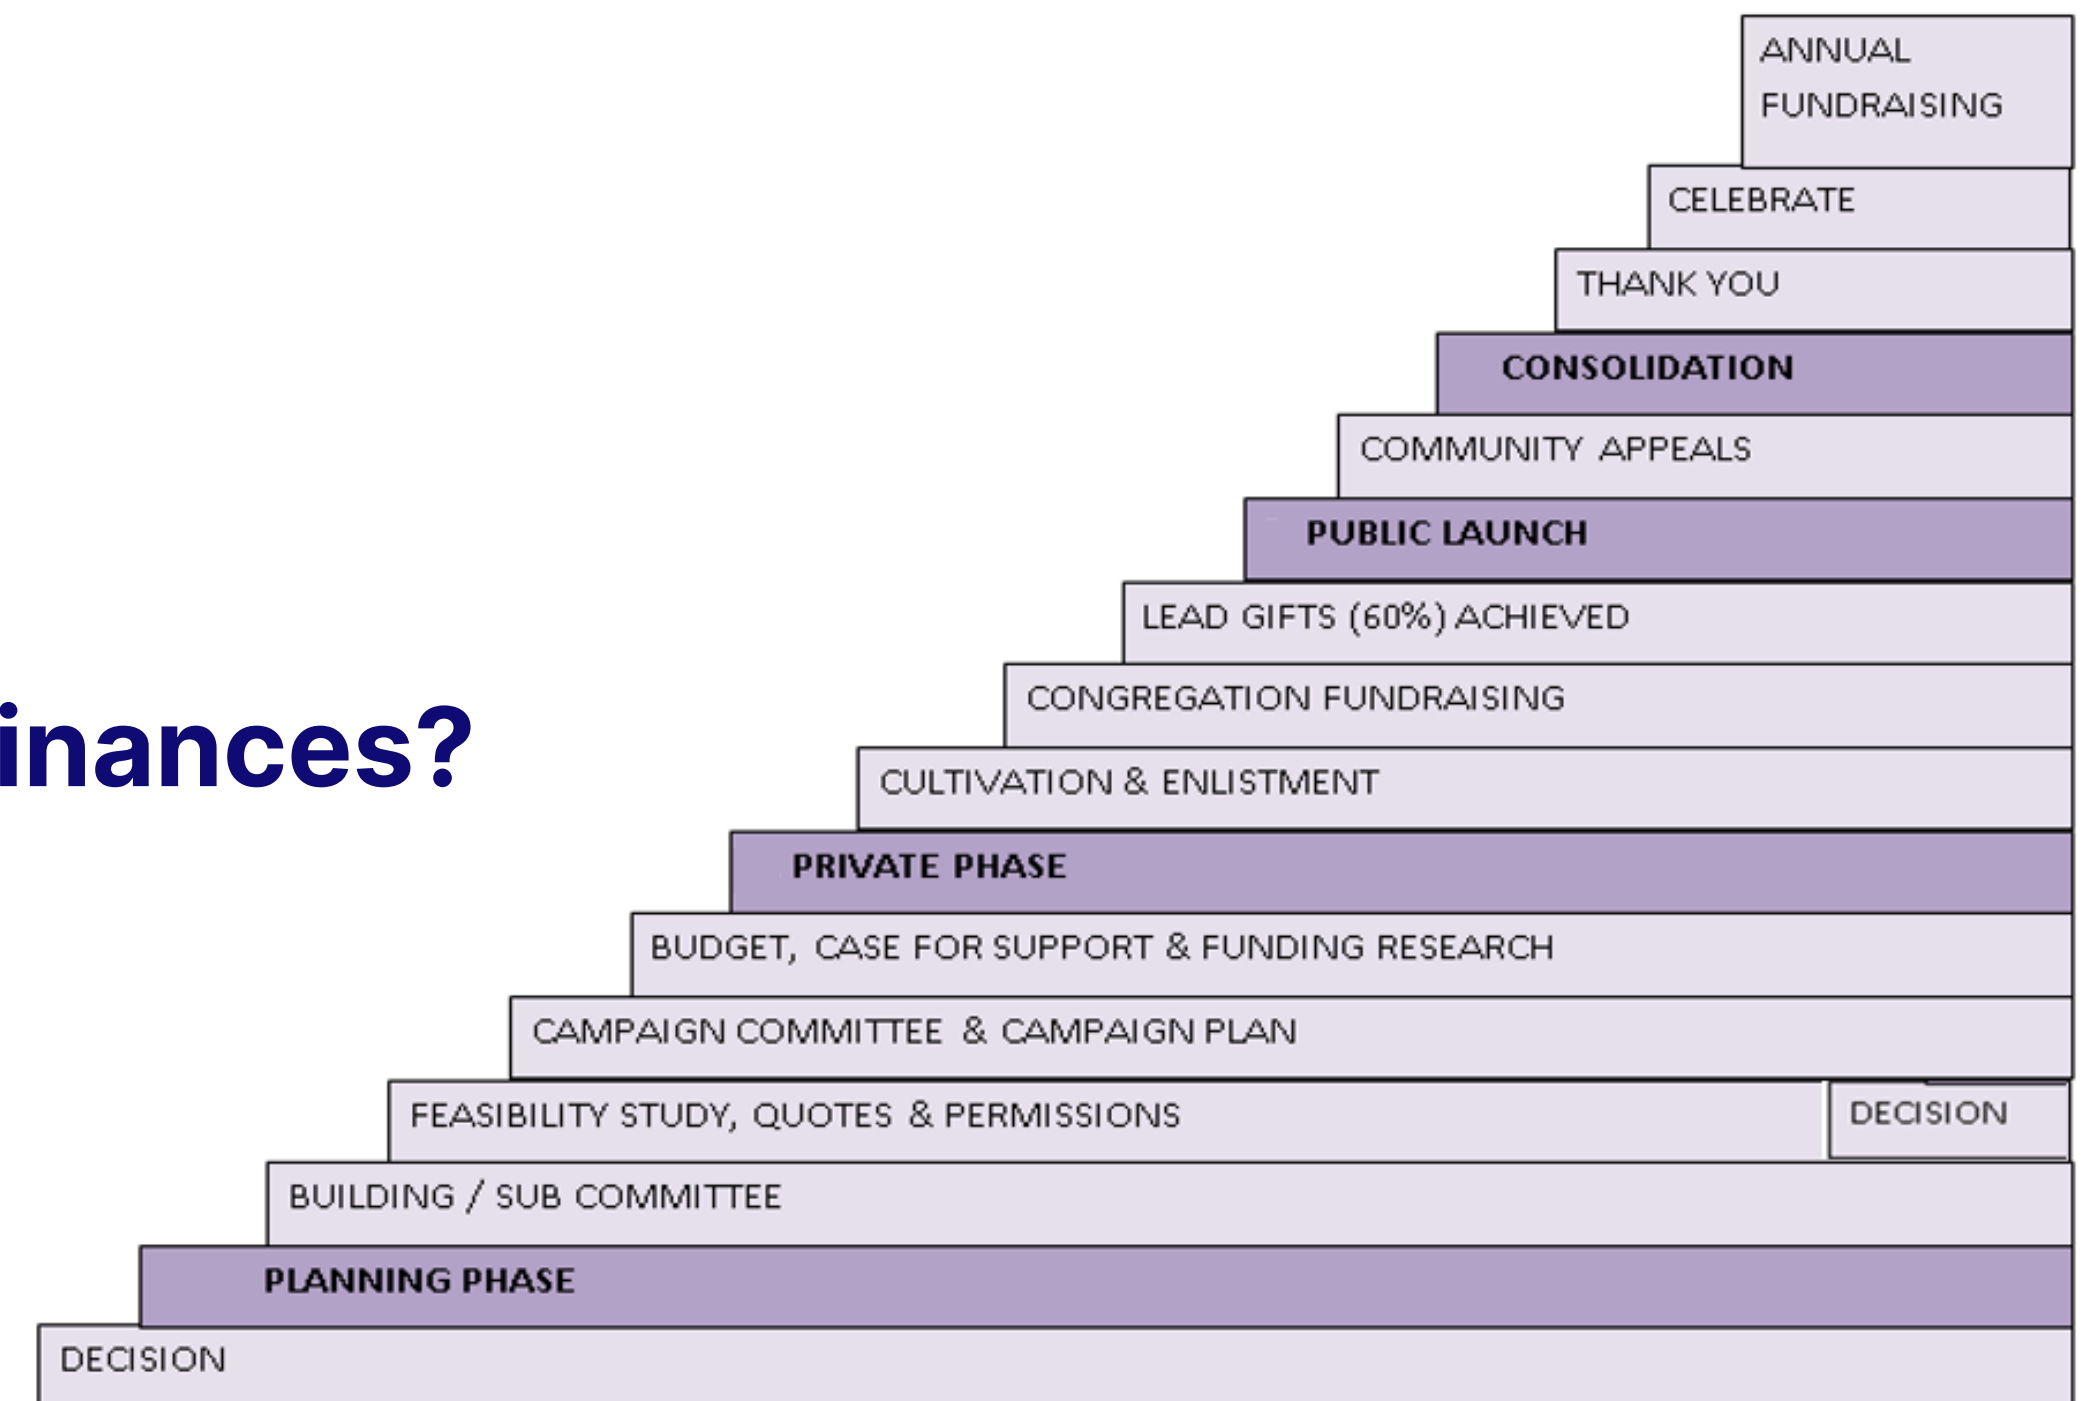 ANNUAL
FUNDRAISING
CELEBRATE
THANK YOU
CONSOLIDATION
COMMUNITY APPEALS
PUBLIC LAUNCH
LEAD GIFTS (60%) ACHIEVED
CONGREGATION FUNDRAISING
inances?
CULTIVATION & ENLISTMENT
PRIVATE PHASE
BUDGET, CASE FOR SUPPORT & FUNDING RESEARCH
CAMPAIGN COMMITTEE & CAMPAIGN PLAN
FEASIBILITY STUDY, QUOTES & PERMISSIONS
DECISION
BUILDING / SUB COMMITTEE
PLANNING PHASE
DECISION